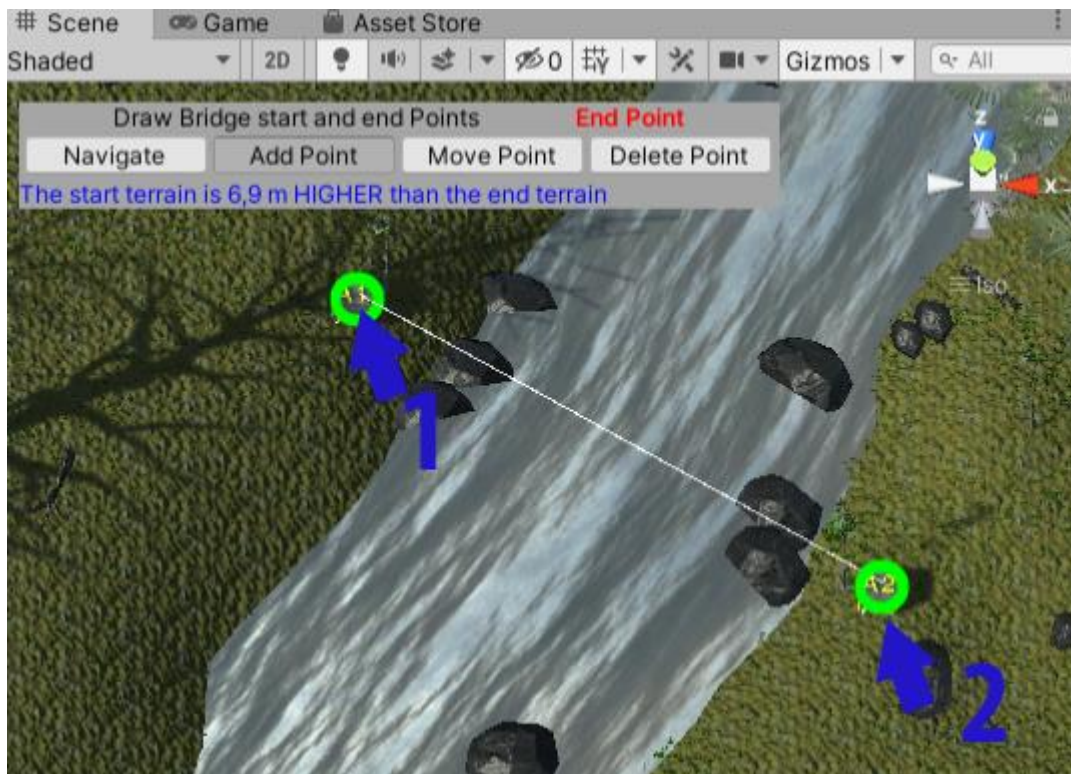 Scene Game Asset Store
Shaded 2D 0 Gizmos All
Draw Bridge start and end Points End Point
Navigate Add Point Move Point Delete Point
The start terrain is 6,9 m HIGHER than the end terrain
z
y
x
Iso
1
2